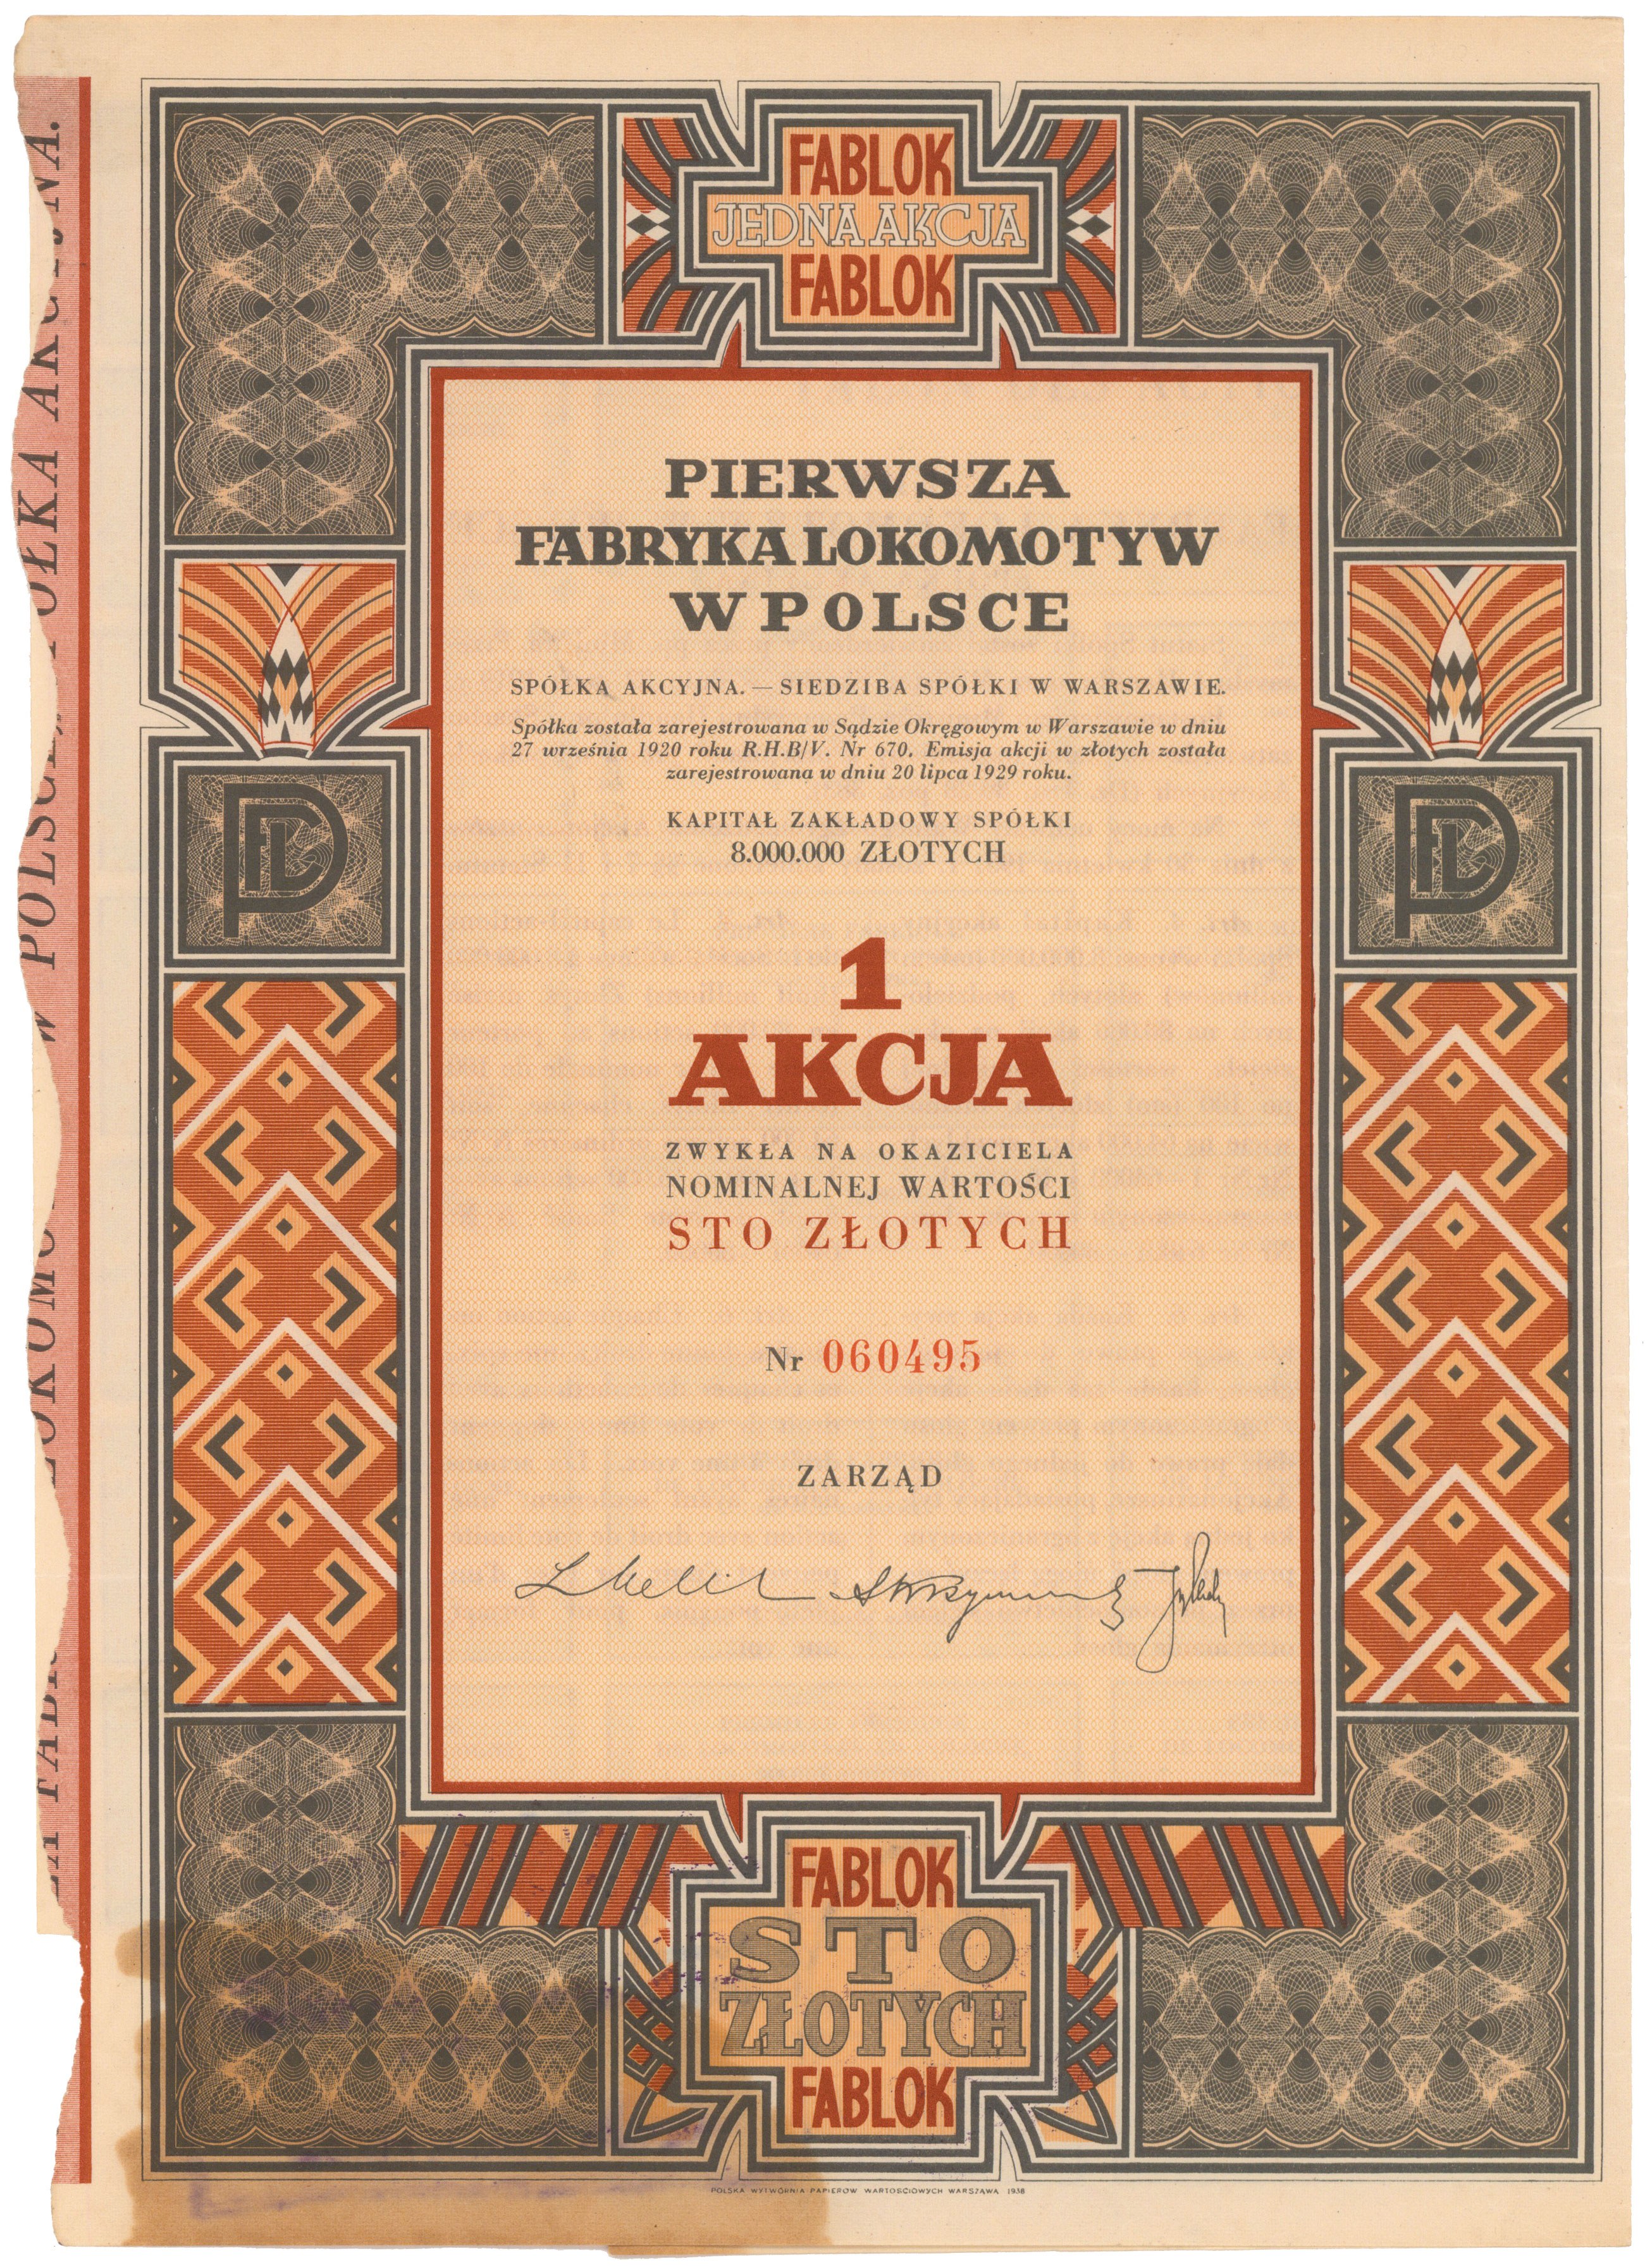 FABLOK
JEDNA AKCJA
FABLOK
PIERWSZA
FABRYKA LOKOMOTYW
W POLSCE
SPÓŁKA AKCYJNA. — SIEDZIBA SPÓŁKI W WARSZAWIE.
Spółka została zarejestrowana w Sądzie Okręgowym w Warszawie w dniu
27 września 1920 roku R.H.B/V. Nr 670. Emisja akcji w złotych została
zarejestrowana w dniu 20 lipca 1929 roku.
KAPITAŁ ZAKŁADOWY SPÓŁKI
8.000.000 ZŁOTYCH
1
AKCJA
ZWYKŁA NA OKAZICIELA
NOMINALNEJ WARTOŚCI
STO ZŁOTYCH
Nr 060495
ZARZĄD
FABLOK
STO
ZŁOTYCH
FABLOK
POLSKA WYTWÓRNIA PAPIERÓW WARTOŚCIOWYCH WARSZAWA 1938
W POLSCE, SPÓŁKA AKCYJNA.